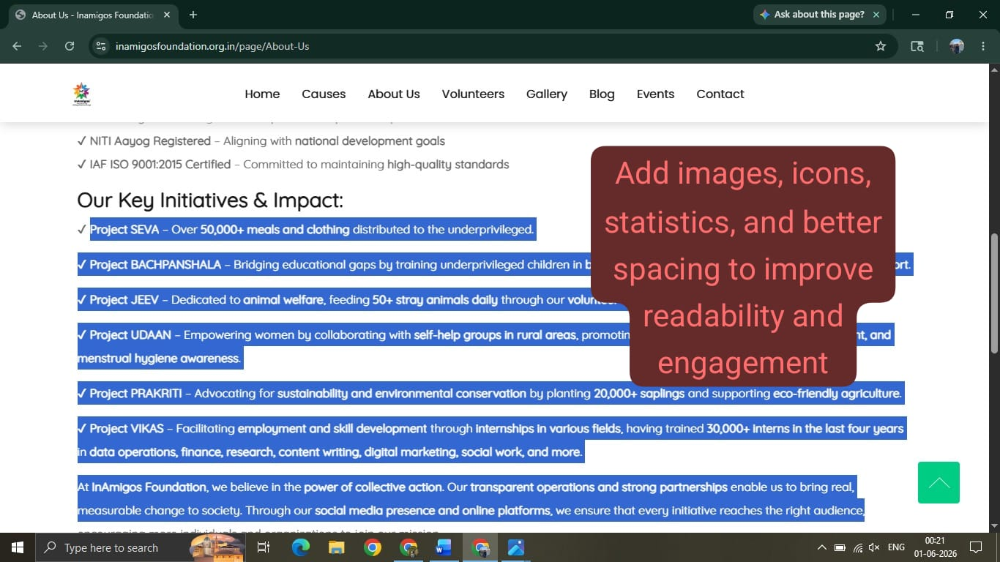 About Us - Inamigos Foundatio
Ask about this page?
inamigosfoundation.org.in/page/About-Us
InAmigos
Home Causes About Us Volunteers Gallery Blog Events Contact
✓ NITI Aayog Registered – Aligning with national development goals
✓ IAF ISO 9001:2015 Certified – Committed to maintaining high-quality standards
Our Key Initiatives & Impact:
✓ Project SEVA – Over 50,000+ meals and clothing distributed to the underprivileged.
✓ Project BACHPANSHALA – Bridging educational gaps by training underprivileged children in b
ort.
✓ Project JEEV – Dedicated to animal welfare, feeding 50+ stray animals daily through our volunteer
✓ Project UDAAN – Empowering women by collaborating with self-help groups in rural areas, promotin
nt, and
menstrual hygiene awareness.
✓ Project PRAKRITI – Advocating for sustainability and environmental conservation by planting 20,000+ saplings and supporting eco-friendly agriculture.
✓ Project VIKAS – Facilitating employment and skill development through internships in various fields, having trained 30,000+ interns in the last four years
in data operations, finance, research, content writing, digital marketing, social work, and more.
At InAmigos Foundation, we believe in the power of collective action. Our transparent operations and strong partnerships enable us to bring real,
measurable change to society. Through our social media presence and online platforms, we ensure that every initiative reaches the right audience,
encouraging more individuals and organizations to join our mission.
Add images, icons,
statistics, and better
spacing to improve
readability and
engagement
Type here to search
ENG
00:21
01-06-2026